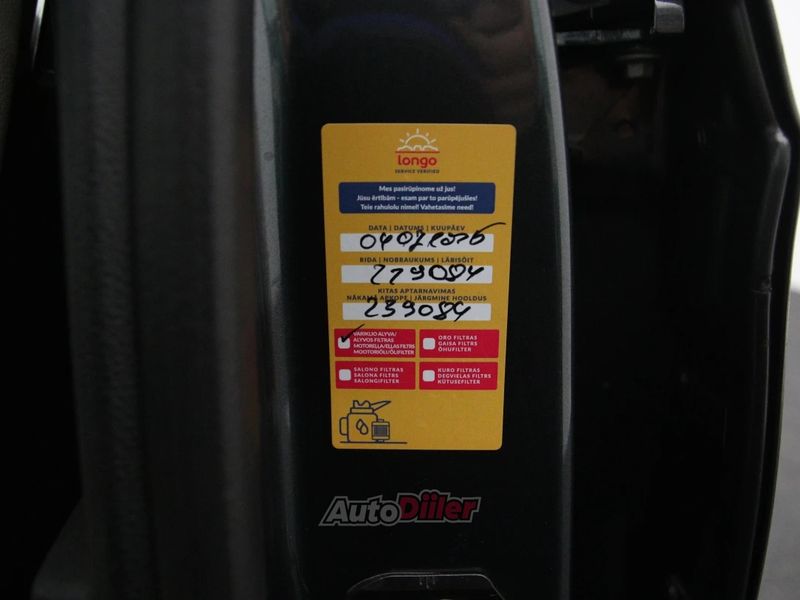 longo
SERVICE VERIFIED
Mes pasirūpinome už jus!
Jūsu ērtībām - esam par to parūpējušies!
Teie rahulolu nimel! Vahetasime need!
DATA | DATUMS | KUUPÄEV
RIDA | NOBRAUKUMS | LÄBISÕIT
219084
KITAS APTARNAVIMAS
NĀKAMĀ APKOPE | JÄRGMINE HOOLDUS
239084
VARIKLIO ALYVA/
ALYVOS FILTRAS
MOTOREĻĻA/EĻĻAS FILTRS
MOOTORIÕLI/ÕLIFILTER
ORO FILTRAS
GAISA FILTRS
ÕHUFILTER
SALONO FILTRAS
SALONA FILTRS
SALONGIFILTER
KURO FILTRAS
DEGVIELAS FILTRS
KÜTUSEFILTER
AutoDiiler